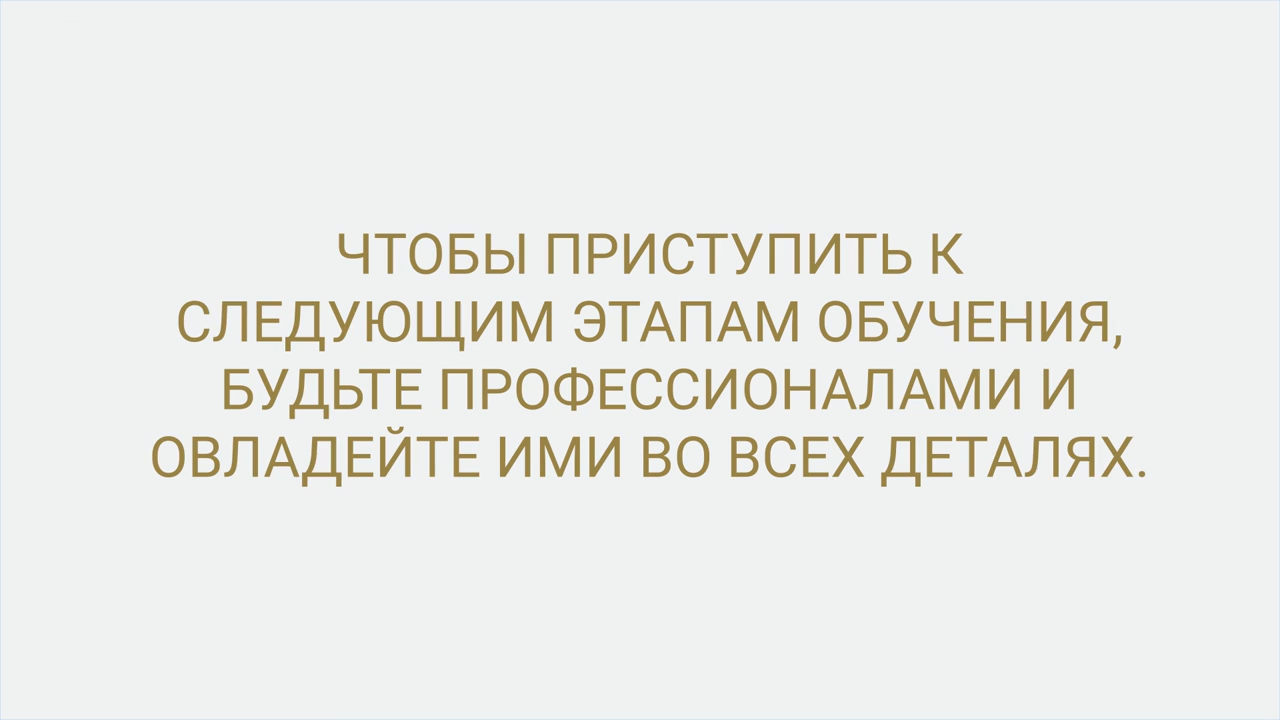 ЧТОБЫ ПРИСТУПИТЬ К
СЛЕДУЮЩИМ ЭТАПАМ ОБУЧЕНИЯ,
БУДЬТЕ ПРОФЕССИОНАЛАМИ И
ОВЛАДЕЙТЕ ИМИ ВО ВСЕХ ДЕТАЛЯХ.